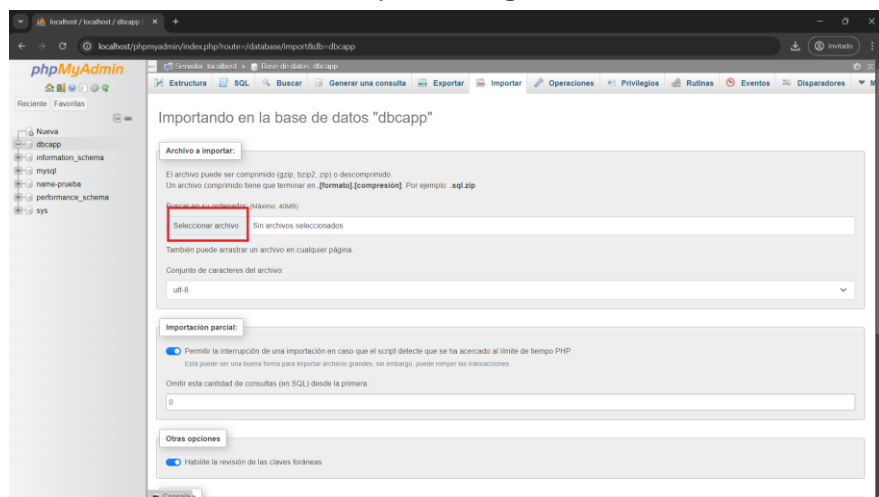 localhost / localhost / dbcapp |
localhost/phpmyadmin/index.php?route=/database/import&db=dbcapp
Invitado
phpMyAdmin
Reciente Favoritas
Nueva
dbcapp
information_schema
mysql
name-prueba
performance_schema
sys
Servidor: localhost » Base de datos: dbcapp
Estructura SQL Buscar Generar una consulta Exportar Importar Operaciones Privilegios Rutinas Eventos Disparadores M
Importando en la base de datos "dbcapp"
Archivo a importar:
El archivo puede ser comprimido (gzip, bzip2, zip) o descomprimido.
Un archivo comprimido tiene que terminar en .[formato].[compresión]. Por ejemplo: .sql.zip
Buscar en su ordenador: (Máximo: 40MB)
Seleccionar archivo Sin archivos seleccionados
También puede arrastrar un archivo en cualquier página.
Conjunto de caracteres del archivo:
utf-8
Importación parcial:
Permitir la interrupción de una importación en caso que el script detecte que se ha acercado al límite de tiempo PHP.
Esta puede ser una buena forma para importar archivos grandes, sin embargo, puede romper las transacciones.
Omitir esta cantidad de consultas (en SQL) desde la primera:
0
Otras opciones
Habilite la revisión de las claves foráneas
Consola